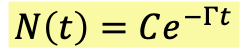 N(t) = Ce^{-Γt}